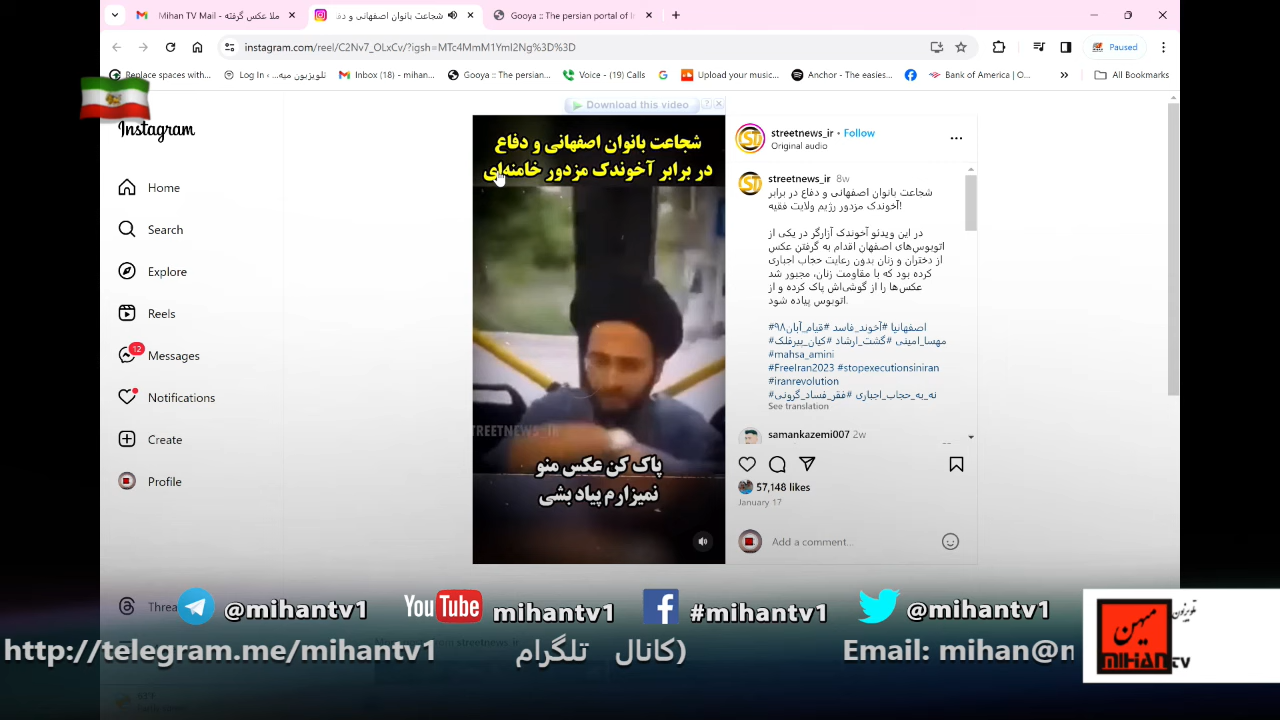 Mihan TV Mail - ملا عکس گرفته
شجاعت بانوان اصفهانی و دفا
Gooya :: The persian portal of Ir
instagram.com/reel/C2Nv7_OLxCv/?igsh=MTc4MmM1YmI2Ng%3D%3D
Paused
Replace spaces with...
Log In ‹ تلویزیون میه...
Inbox (18) - mihan...
Gooya :: The persian...
Voice - (19) Calls
Upload your music...
Anchor - The easies...
Bank of America | O...
All Bookmarks
Instagram
Home
Search
Explore
Reels
12
Messages
Notifications
Create
Profile
Threa
Download this video
شجاعت بانوان اصفهانی و دفاع
در برابر آخوندک مزدور خامنه‌ای
STREETNEWS_IR
پاک کن عکس منو
نمیزارم پیاد بشی
streetnews_ir • Follow
Original audio
streetnews_ir 8w
شجاعت بانوان اصفهانی و دفاع در برابر
آخوندک مزدور رژیم ولایت فقیه!
در این ویدئو آخوندک آزارگر در یکی از
اتوبوس‌های اصفهان اقدام به گرفتن عکس
از دختران و زنان بدون رعایت حجاب اجباری
کرده بود که با مقاومت زنان، مجبور شد
عکس‌ها را از گوشی‌اش پاک کرده و از
اتوبوس پیاده شود.
#اصفهانیا #آخوند_فاسد #قیام_آبان۹۸
#مهسا_امینی #گشت_ارشاد #کیان_پیرفلک
#mahsa_amini
#FreeIran2023 #stopexecutionsiniran
#iranrevolution
#نه_به_حجاب_اجباری #فقر_فساد_گرونی
See translation
samankazemi007 2w
57,148 likes
January 17
Add a comment...
@mihantv1
YouTube mihantv1
#mihantv1
@mihantv1
http://telegram.me/mihantv1
کانال تلگرام)
Email: mihan@m
تلویزیون
میهن
MIHAN TV